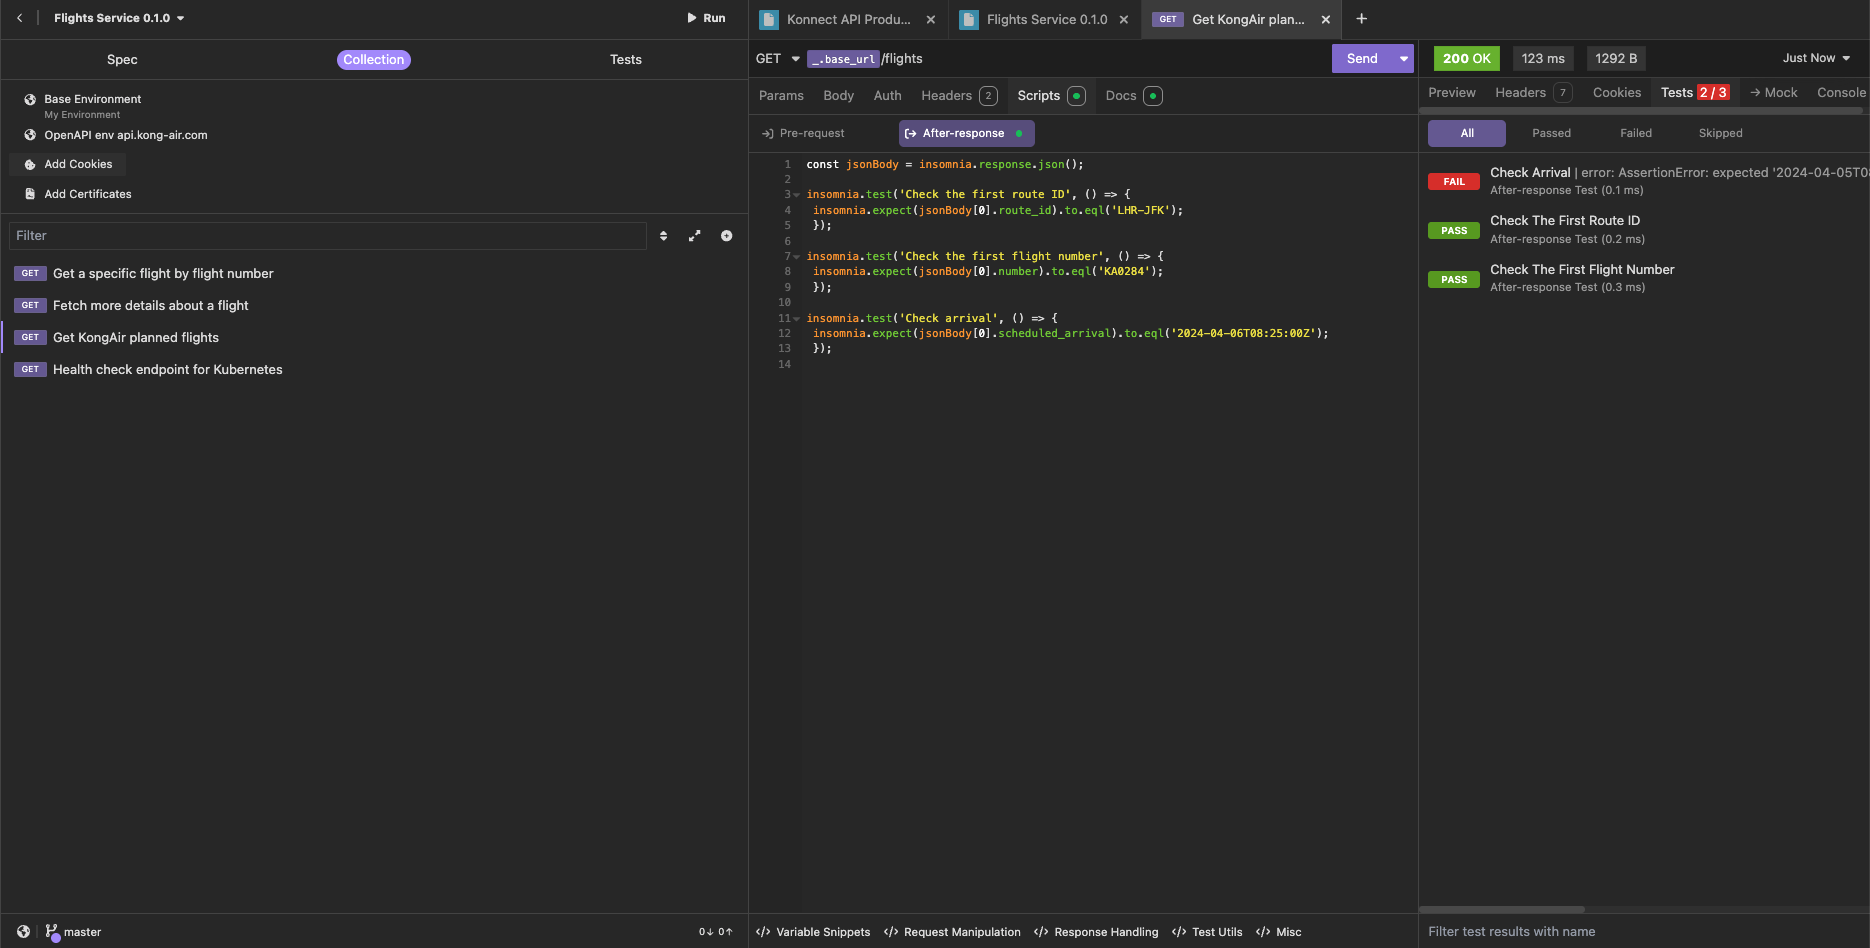 Flights Service 0.1.0
Run
Spec
Collection
Tests
Base Environment
My Environment
OpenAPI env api.kong-air.com
Add Cookies
Add Certificates
Filter
GET Get a specific flight by flight number
GET Fetch more details about a flight
GET Get KongAir planned flights
GET Health check endpoint for Kubernetes
master
0↓ 0↑
Konnect API Produ...
Flights Service 0.1.0
GET Get KongAir plan...
GET _.base_url/flights
Send
Params Body Auth Headers 2 Scripts Docs
Pre-request
After-response
1 const jsonBody = insomnia.response.json();
2
3 insomnia.test('Check the first route ID', () => {
4 insomnia.expect(jsonBody[0].route_id).to.eql('LHR-JFK');
5 });
6
7 insomnia.test('Check the first flight number', () => {
8 insomnia.expect(jsonBody[0].number).to.eql('KA0284');
9 });
10
11 insomnia.test('Check arrival', () => {
12 insomnia.expect(jsonBody[0].scheduled_arrival).to.eql('2024-04-06T08:25:00Z');
13 });
14
</> Variable Snippets </> Request Manipulation </> Response Handling </> Test Utils </> Misc
200 OK 123 ms 1292 B Just Now
Preview Headers 7 Cookies Tests 2 / 3 → Mock Console
All Passed Failed Skipped
FAIL Check Arrival | error: AssertionError: expected '2024-04-05T0
After-response Test (0.1 ms)
PASS Check The First Route ID
After-response Test (0.2 ms)
PASS Check The First Flight Number
After-response Test (0.3 ms)
Filter test results with name